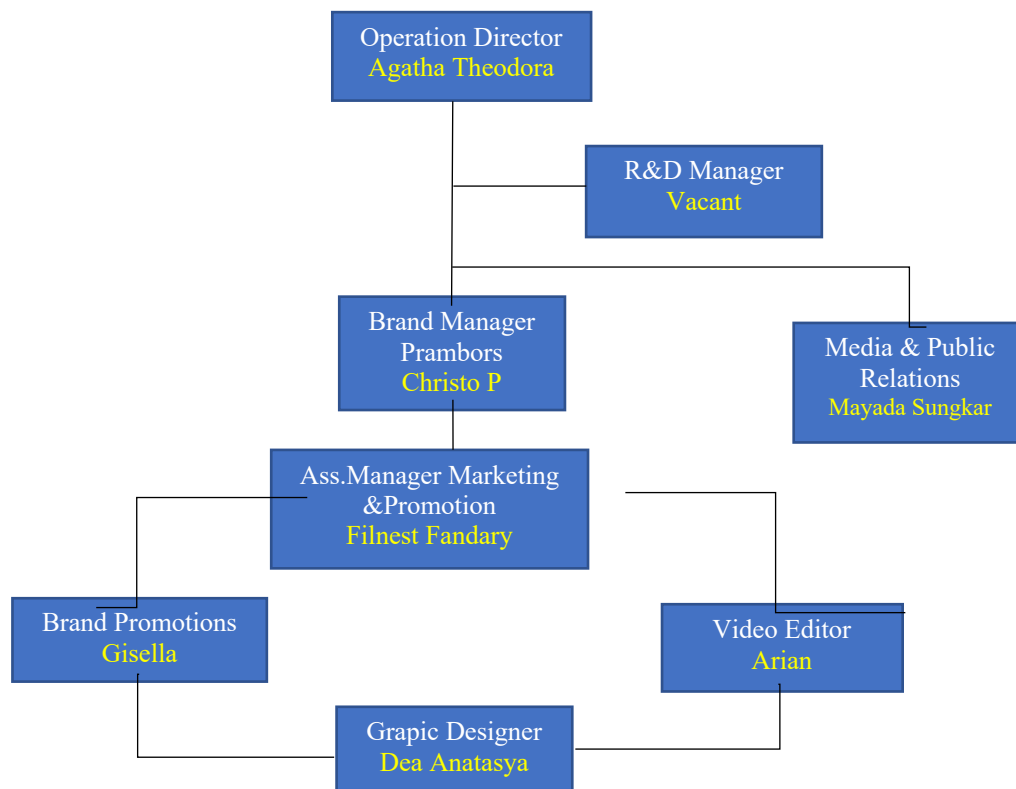 Operation Director
Agatha Theodora
R&D Manager
Vacant
Brand Manager
Prambors
Christo P
Media & Public
Relations
Mayada Sungkar
Ass.Manager Marketing
&Promotion
Filnest Fandary
Brand Promotions
Gisella
Video Editor
Arian
Grapic Designer
Dea Anatasya